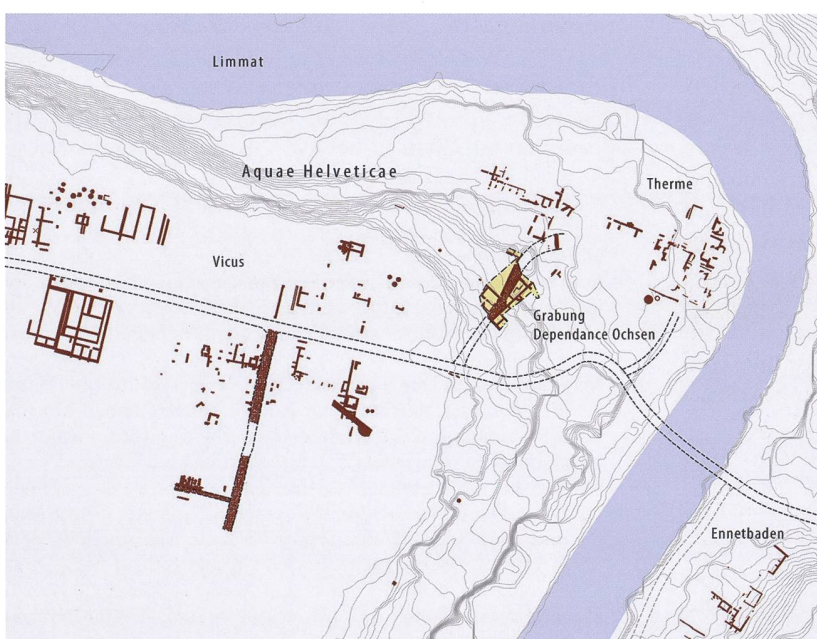 Limmat
Aquae Helveticae
Therme
Vicus
Grabung
Dependance Ochsen
Ennetbaden